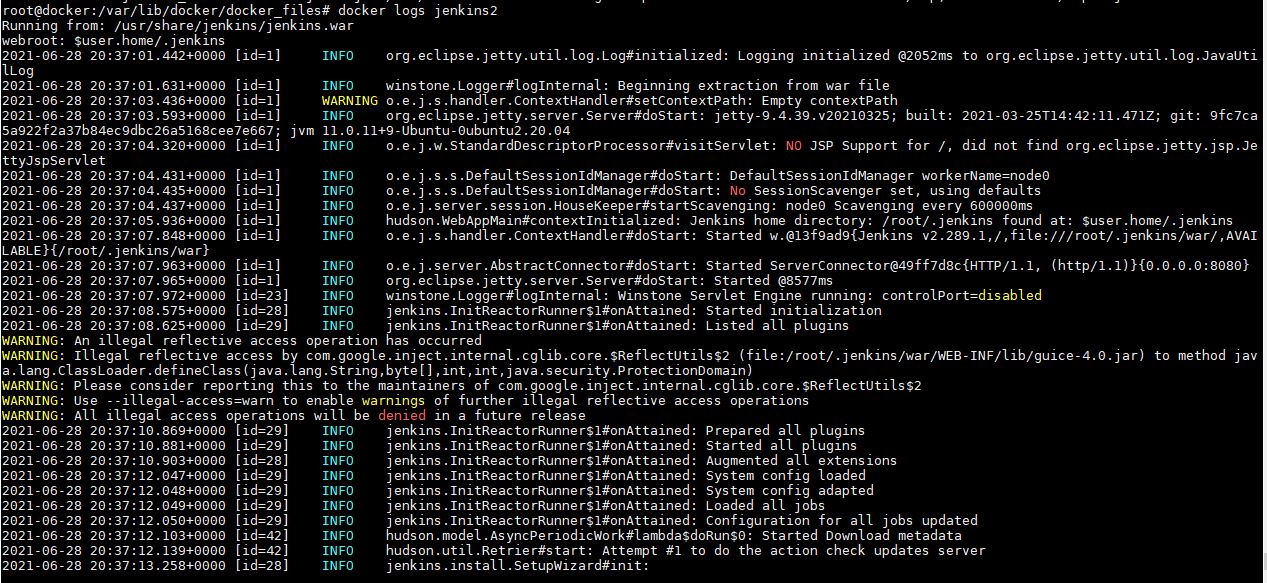 root@docker:/var/lib/docker/docker_files# docker logs jenkins2
Running from: /usr/share/jenkins/jenkins.war
webroot: $user.home/.jenkins
2021-06-28 20:37:01.442+0000 [id=1]     INFO    org.eclipse.jetty.util.log.Log#initialized: Logging initialized @2052ms to org.eclipse.jetty.util.log.JavaUti
lLog
2021-06-28 20:37:01.631+0000 [id=1]     INFO    winstone.Logger#logInternal: Beginning extraction from war file
2021-06-28 20:37:03.436+0000 [id=1]     WARNING o.e.j.s.handler.ContextHandler#setContextPath: Empty contextPath
2021-06-28 20:37:03.593+0000 [id=1]     INFO    org.eclipse.jetty.server.Server#doStart: jetty-9.4.39.v20210325; built: 2021-03-25T14:42:11.471Z; git: 9fc7ca
5a922f2a37b84ec9dbc26a5168cee7e667; jvm 11.0.11+9-Ubuntu-0ubuntu2.20.04
2021-06-28 20:37:04.320+0000 [id=1]     INFO    o.e.j.w.StandardDescriptorProcessor#visitServlet: NO JSP Support for /, did not find org.eclipse.jetty.jsp.Je
ttyJspServlet
2021-06-28 20:37:04.431+0000 [id=1]     INFO    o.e.j.s.s.DefaultSessionIdManager#doStart: DefaultSessionIdManager workerName=node0
2021-06-28 20:37:04.435+0000 [id=1]     INFO    o.e.j.s.s.DefaultSessionIdManager#doStart: No SessionScavenger set, using defaults
2021-06-28 20:37:04.437+0000 [id=1]     INFO    o.e.j.server.session.HouseKeeper#startScavenging: node0 Scavenging every 600000ms
2021-06-28 20:37:05.936+0000 [id=1]     INFO    hudson.WebAppMain#contextInitialized: Jenkins home directory: /root/.jenkins found at: $user.home/.jenkins
2021-06-28 20:37:07.848+0000 [id=1]     INFO    o.e.j.s.handler.ContextHandler#doStart: Started w.@13f9ad9{Jenkins v2.289.1,/,file:///root/.jenkins/war/,AVAI
LABLE}{/root/.jenkins/war}
2021-06-28 20:37:07.963+0000 [id=1]     INFO    o.e.j.server.AbstractConnector#doStart: Started ServerConnector@49ff7d8c{HTTP/1.1, (http/1.1)}{0.0.0.0:8080}
2021-06-28 20:37:07.965+0000 [id=1]     INFO    org.eclipse.jetty.server.Server#doStart: Started @8577ms
2021-06-28 20:37:07.972+0000 [id=23]    INFO    winstone.Logger#logInternal: Winstone Servlet Engine running: controlPort=disabled
2021-06-28 20:37:08.575+0000 [id=28]    INFO    jenkins.InitReactorRunner$1#onAttained: Started initialization
2021-06-28 20:37:08.625+0000 [id=29]    INFO    jenkins.InitReactorRunner$1#onAttained: Listed all plugins
WARNING: An illegal reflective access operation has occurred
WARNING: Illegal reflective access by com.google.inject.internal.cglib.core.$ReflectUtils$2 (file:/root/.jenkins/war/WEB-INF/lib/guice-4.0.jar) to method jav
a.lang.ClassLoader.defineClass(java.lang.String,byte[],int,int,java.security.ProtectionDomain)
WARNING: Please consider reporting this to the maintainers of com.google.inject.internal.cglib.core.$ReflectUtils$2
WARNING: Use --illegal-access=warn to enable warnings of further illegal reflective access operations
WARNING: All illegal access operations will be denied in a future release
2021-06-28 20:37:10.869+0000 [id=29]    INFO    jenkins.InitReactorRunner$1#onAttained: Prepared all plugins
2021-06-28 20:37:10.881+0000 [id=29]    INFO    jenkins.InitReactorRunner$1#onAttained: Started all plugins
2021-06-28 20:37:10.903+0000 [id=28]    INFO    jenkins.InitReactorRunner$1#onAttained: Augmented all extensions
2021-06-28 20:37:12.047+0000 [id=29]    INFO    jenkins.InitReactorRunner$1#onAttained: System config loaded
2021-06-28 20:37:12.048+0000 [id=29]    INFO    jenkins.InitReactorRunner$1#onAttained: System config adapted
2021-06-28 20:37:12.049+0000 [id=29]    INFO    jenkins.InitReactorRunner$1#onAttained: Loaded all jobs
2021-06-28 20:37:12.050+0000 [id=29]    INFO    jenkins.InitReactorRunner$1#onAttained: Configuration for all jobs updated
2021-06-28 20:37:12.103+0000 [id=42]    INFO    hudson.model.AsyncPeriodicWork#lambda$doRun$0: Started Download metadata
2021-06-28 20:37:12.139+0000 [id=42]    INFO    hudson.util.Retrier#start: Attempt #1 to do the action check updates server
2021-06-28 20:37:13.258+0000 [id=28]    INFO    jenkins.install.SetupWizard#init: